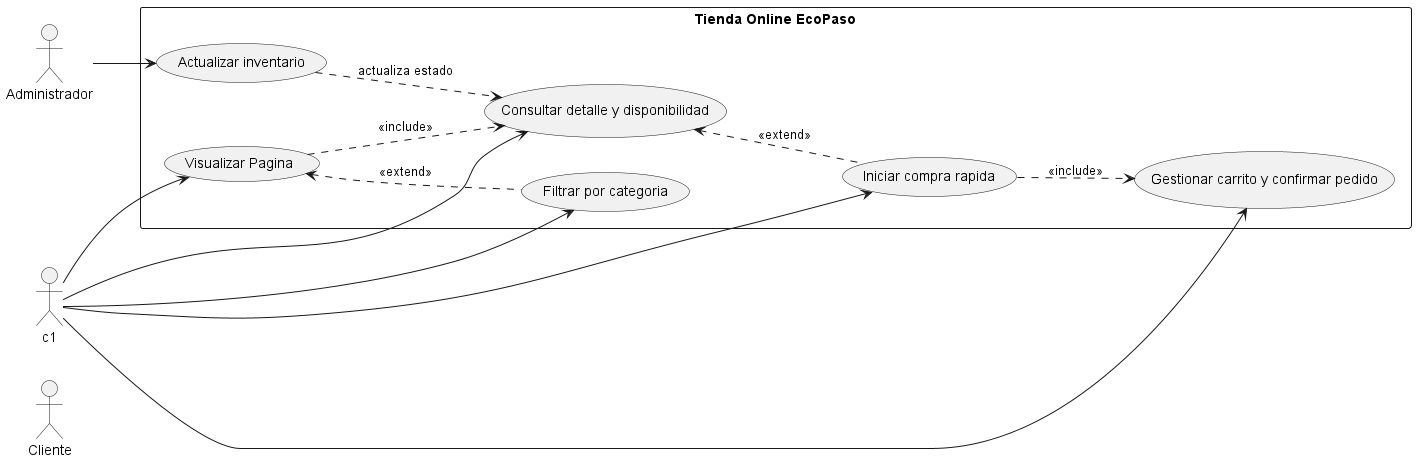 Tienda Online EcoPaso
Administrador
Actualizar inventario
actualiza estado
Consultar detalle y disponibilidad
«include»
«extend»
Visualizar Pagina
«extend»
Filtrar por categoria
Iniciar compra rapida
«include»
Gestionar carrito y confirmar pedido
c1
Cliente